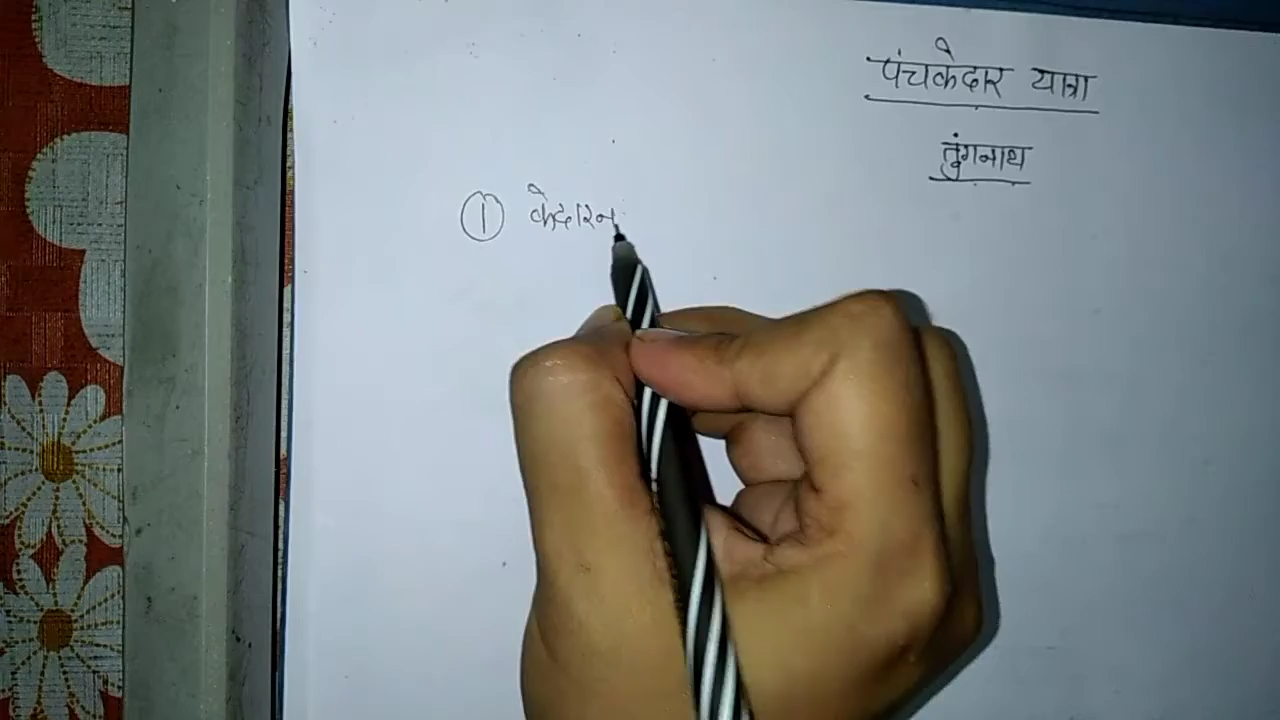 पंचकेदार यात्रा
तुंगनाथ
① केदारन